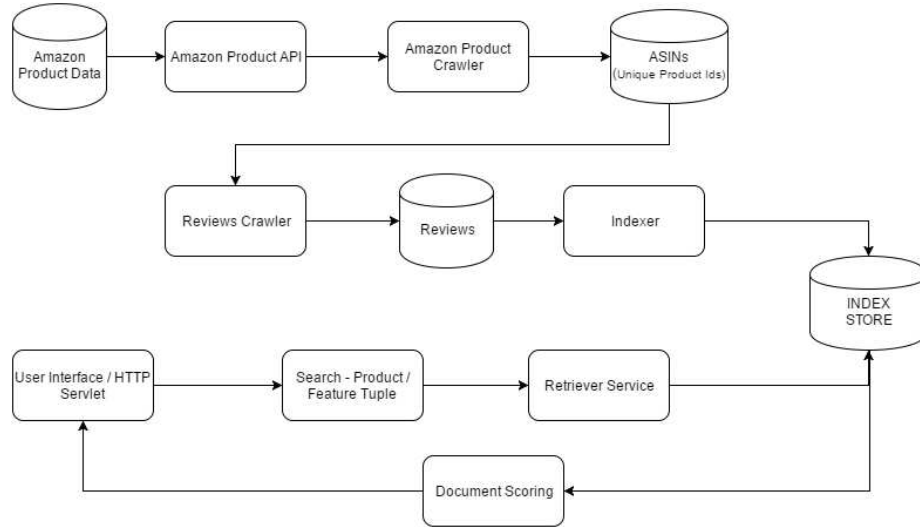 Amazon
Product Data
Amazon Product API
Amazon Product
Crawler
ASINs
(Unique Product Ids)
Reviews Crawler
Reviews
Indexer
INDEX
STORE
User Interface / HTTP
Servlet
Search - Product /
Feature Tuple
Retriever Service
Document Scoring